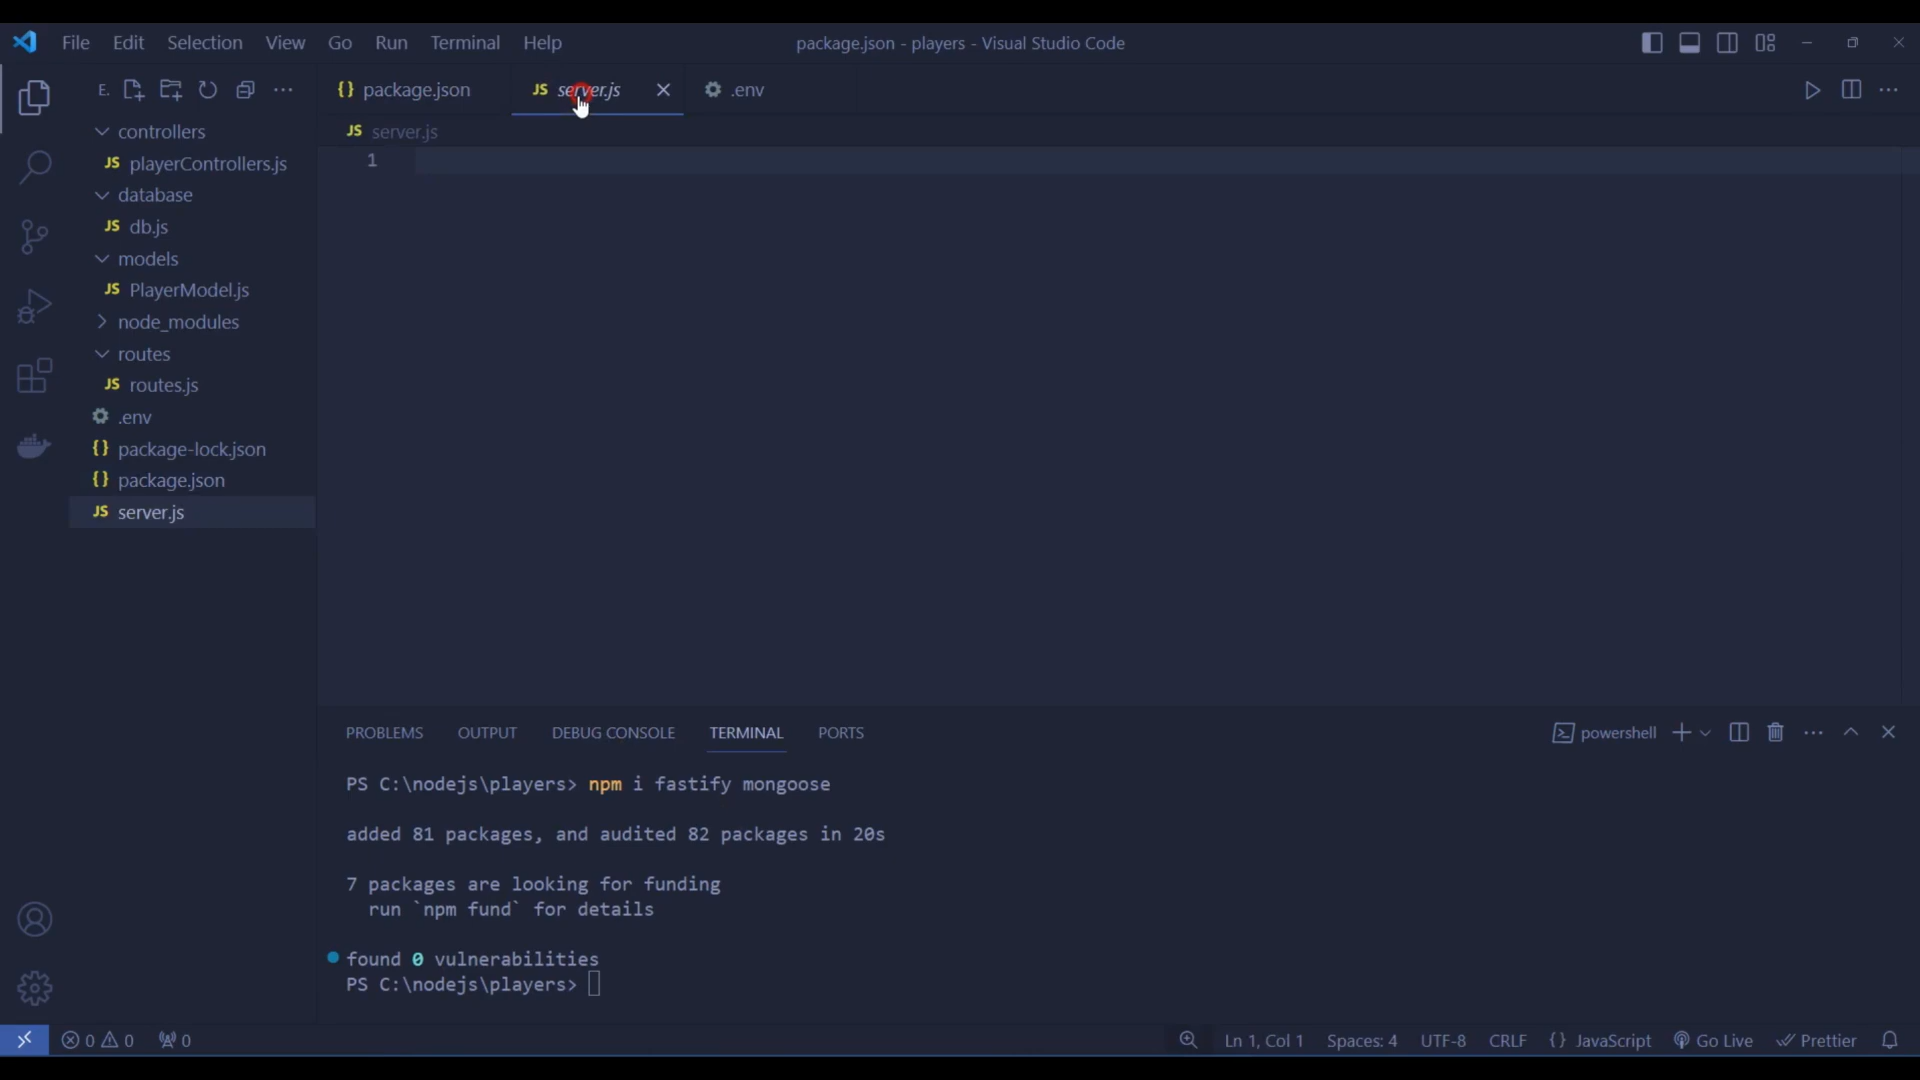 File Edit Selection View Go Run Terminal Help
package.json - players - Visual Studio Code
E.
{} package.json JS server.js .env
JS server.js
1
controllers
JS playerControllers.js
database
JS db.js
models
JS PlayerModel.js
node_modules
routes
JS routes.js
.env
{} package-lock.json
{} package.json
JS server.js
PROBLEMS OUTPUT DEBUG CONSOLE TERMINAL PORTS
powershell
PS C:\nodejs\players> npm i fastify mongoose
added 81 packages, and audited 82 packages in 20s
7 packages are looking for funding
run `npm fund` for details
found 0 vulnerabilities
PS C:\nodejs\players>
0 0 0
Ln 1, Col 1 Spaces: 4 UTF-8 CRLF {} JavaScript Go Live Prettier